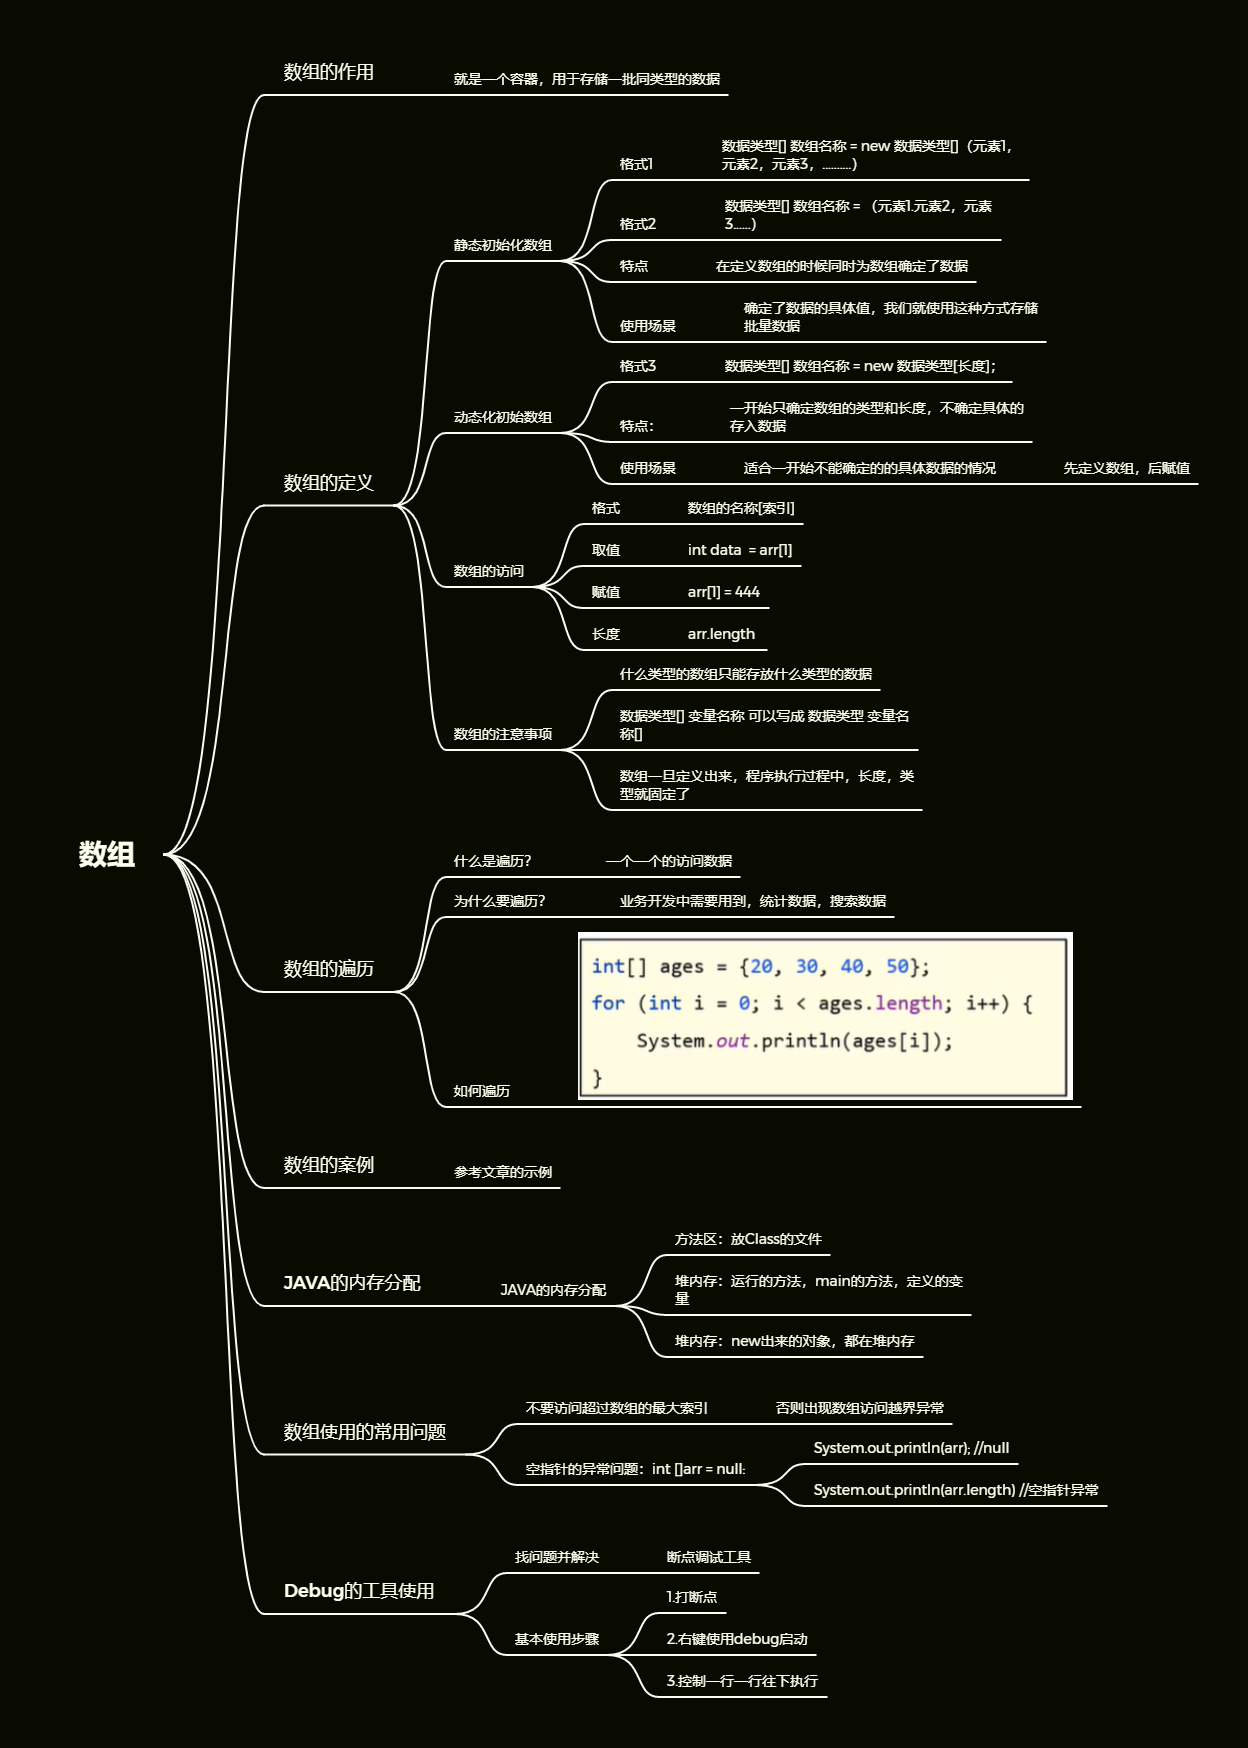 数组
数组的作用
就是一个容器，用于存储一批同类型的数据
数组的定义
静态初始化数组
格式1
数据类型[] 数组名称 = new 数据类型[]（元素1，
元素2，元素3，..........）
格式2
数据类型[] 数组名称 = （元素1.元素2，元素
3......）
特点
在定义数组的时候同时为数组确定了数据
使用场景
确定了数据的具体值，我们就使用这种方式存储
批量数据
动态化初始数组
格式3
数据类型[] 数组名称 = new 数据类型[长度]；
特点：
一开始只确定数组的类型和长度，不确定具体的
存入数据
使用场景
适合一开始不能确定的的具体数据的情况
先定义数组，后赋值
数组的访问
格式
数组的名称[索引]
取值
int data  = arr[1]
赋值
arr[1] = 444
长度
arr.length
数组的注意事项
什么类型的数组只能存放什么类型的数据
数据类型[] 变量名称 可以写成 数据类型 变量名
称[]
数组一旦定义出来，程序执行过程中，长度，类
型就固定了
数组的遍历
什么是遍历？
一个一个的访问数据
为什么要遍历？
业务开发中需要用到，统计数据，搜索数据
如何遍历
int[] ages = {20, 30, 40, 50};
for (int i = 0; i < ages.length; i++) {
System.out.println(ages[i]);
}
数组的案例
参考文章的示例
JAVA的内存分配
JAVA的内存分配
方法区：放Class的文件
堆内存：运行的方法，main的方法，定义的变
量
堆内存：new出来的对象，都在堆内存
数组使用的常用问题
不要访问超过数组的最大索引
否则出现数组访问越界异常
空指针的异常问题：int []arr = null:
System.out.println(arr); //null
System.out.println(arr.length) //空指针异常
Debug的工具使用
找问题并解决
断点调试工具
基本使用步骤
1.打断点
2.右键使用debug启动
3.控制一行一行往下执行